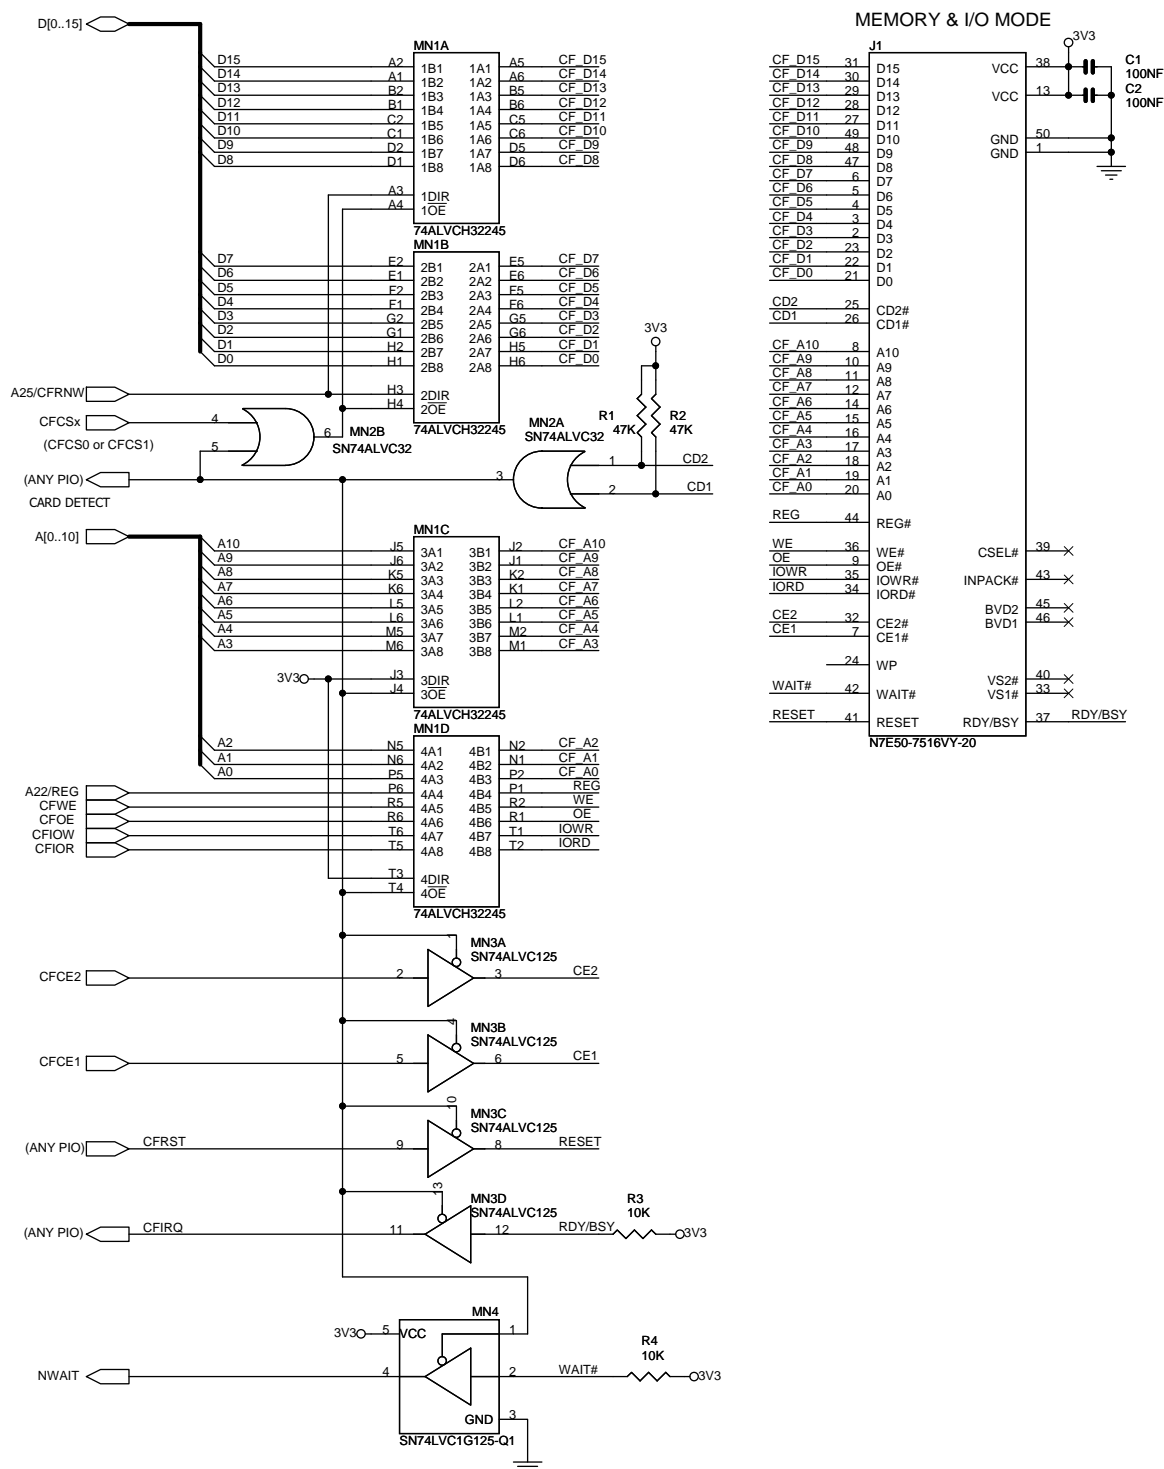 MEMORY & I/O MODE
D[0..15]
MN1A
D15 A2 1B1 1A1 A5 CF_D15
D14 A1 1B2 1A2 A6 CF_D14
D13 B2 1B3 1A3 B5 CF_D13
D12 B1 1B4 1A4 B6 CF_D12
D11 C2 1B5 1A5 C5 CF_D11
D10 C1 1B6 1A6 C6 CF_D10
D9 D2 1B7 1A7 D5 CF_D9
D8 D1 1B8 1A8 D6 CF_D8
A3 1DIR
A4 1OE
74ALVCH32245
MN1B
D7 E2 2B1 2A1 E5 CF_D7
D6 E1 2B2 2A2 E6 CF_D6
D5 F2 2B3 2A3 F5 CF_D5
D4 F1 2B4 2A4 F6 CF_D4
D3 G2 2B5 2A5 G5 CF_D3
D2 G1 2B6 2A6 G6 CF_D2
D1 H2 2B7 2A7 H5 CF_D1
D0 H1 2B8 2A8 H6 CF_D0
A25/CFRNW H3 2DIR
H4 2OE
74ALVCH32245
CFCSx 4
(CFCS0 or CFCS1) 5
6 MN2B
SN74ALVC32
(ANY PIO)
CARD DETECT
3V3
R1
47K
R2
47K
MN2A
SN74ALVC32
3
1 CD2
2 CD1
A[0..10]
MN1C
A10 J5 3A1 3B1 J2 CF_A10
A9 J6 3A2 3B2 J1 CF_A9
A8 K5 3A3 3B3 K2 CF_A8
A7 K6 3A4 3B4 K1 CF_A7
A6 L5 3A5 3B5 L2 CF_A6
A5 L6 3A6 3B6 L1 CF_A5
A4 M5 3A7 3B7 M2 CF_A4
A3 M6 3A8 3B8 M1 CF_A3
3V3 J3 3DIR
J4 3OE
74ALVCH32245
MN1D
A2 N5 4A1 4B1 N2 CF_A2
A1 N6 4A2 4B2 N1 CF_A1
A0 P5 4A3 4B3 P2 CF_A0
A22/REG P6 4A4 4B4 P1 REG
CFWE R5 4A5 4B5 R2 WE
CFOE R6 4A6 4B6 R1 OE
CFIOW T6 4A7 4B7 T1 IOWR
CFIOR T5 4A8 4B8 T2 IORD
T3 4DIR
T4 4OE
74ALVCH32245
MN3A
SN74ALVC125
1
CFCE2 2 3 CE2
MN3B
SN74ALVC125
4
CFCE1 5 6 CE1
MN3C
SN74ALVC125
10
(ANY PIO) CFRST 9 8 RESET
MN3D
SN74ALVC125
13
(ANY PIO) CFIRQ 11 12 RDY/BSY
R3
10K
3V3
MN4
3V3 5 VCC 1
NWAIT 4 2 WAIT#
R4
10K
3V3
GND 3
SN74LVC1G125-Q1
J1
3V3
CF_D15 31 D15
CF_D14 30 D14
CF_D13 29 D13
CF_D12 28 D12
CF_D11 27 D11
CF_D10 49 D10
CF_D9 48 D9
CF_D8 47 D8
CF_D7 6 D7
CF_D6 5 D6
CF_D5 4 D5
CF_D4 3 D4
CF_D3 2 D3
CF_D2 23 D2
CF_D1 22 D1
CF_D0 21 D0
CD2 25 CD2#
CD1 26 CD1#
CF_A10 8 A10
CF_A9 10 A9
CF_A8 11 A8
CF_A7 12 A7
CF_A6 14 A6
CF_A5 15 A5
CF_A4 16 A4
CF_A3 17 A3
CF_A2 18 A2
CF_A1 19 A1
CF_A0 20 A0
REG 44 REG#
WE 36 WE#
OE 9 OE#
IOWR 35 IOWR#
IORD 34 IORD#
CE2 32 CE2#
CE1 7 CE1#
24 WP
WAIT# 42 WAIT#
RESET 41 RESET
VCC 38
VCC 13
C1
100NF
C2
100NF
GND 50
GND 1
CSEL# 39
INPACK# 43
BVD2 45
BVD1 46
VS2# 40
VS1# 33
RDY/BSY 37 RDY/BSY
N7E50-7516VY-20